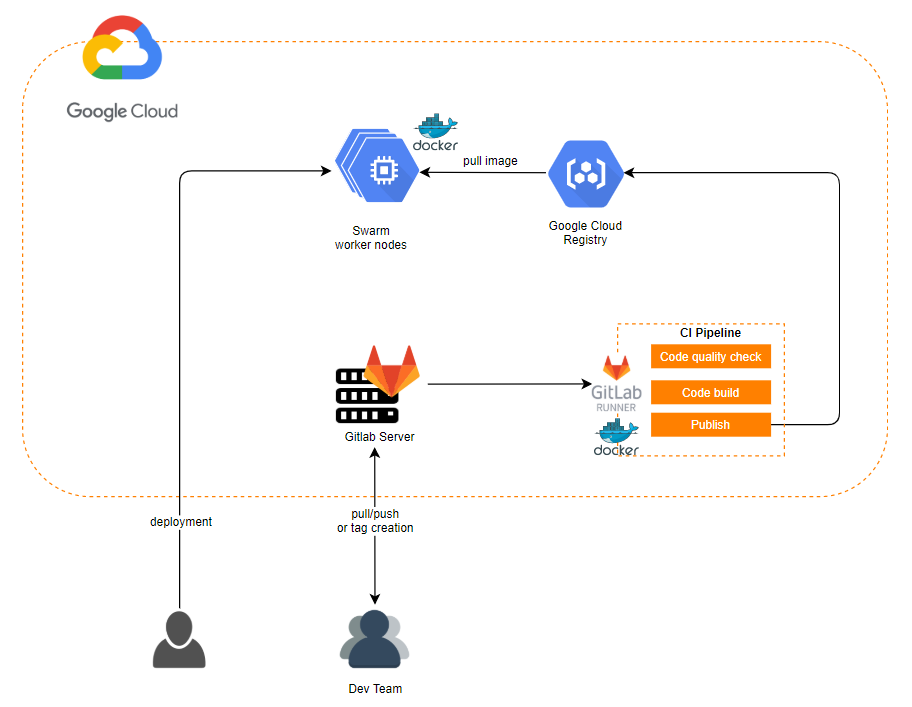 Google Cloud
docker
pull image
Swarm
worker nodes
Google Cloud
Registry
CI Pipeline
Code quality check
GitLab
RUNNER
Code build
Publish
docker
Gitlab Server
deployment
pull/push
or tag creation
Dev Team